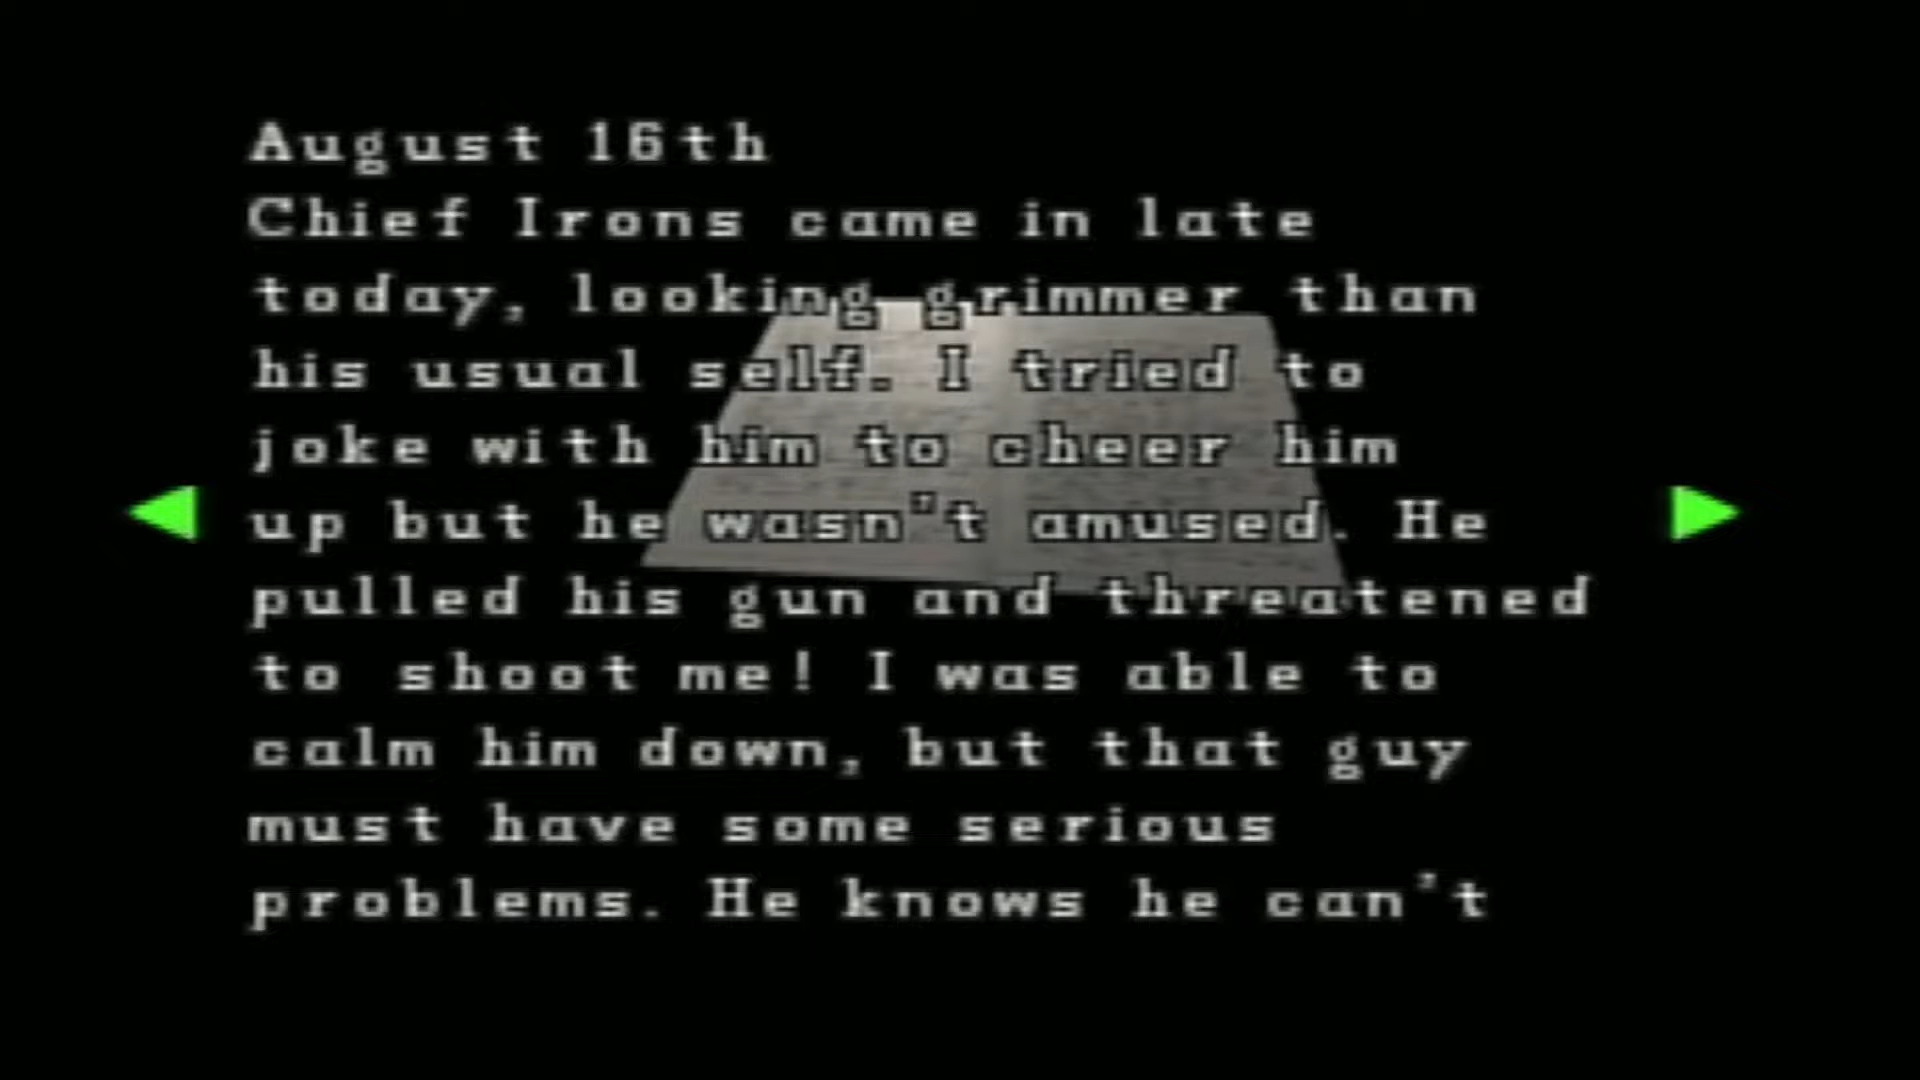 August 16th
Chief Irons came in late
today, looking grimmer than
his usual self. I tried to
joke with him to cheer him
up but he wasn't amused. He
pulled his gun and threatened
to shoot me! I was able to
calm him down, but that guy
must have some serious
problems. He knows he can't